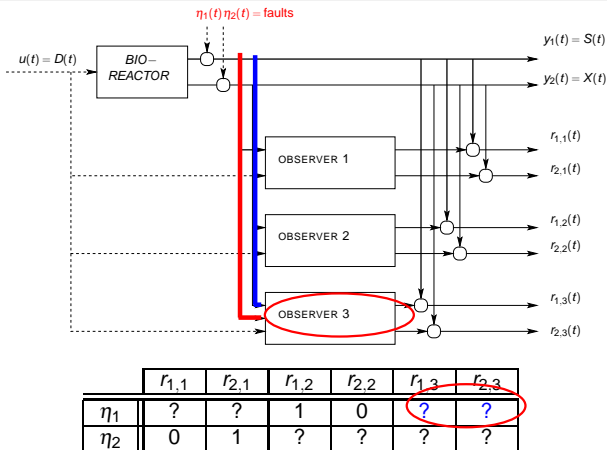 η1(t) η2(t) = faults
u(t) = D(t)
BIO−
REACTOR
y1(t) = S(t)
y2(t) = X(t)
OBSERVER 1
r1,1(t)
r2,1(t)
OBSERVER 2
r1,2(t)
r2,2(t)
OBSERVER 3
r1,3(t)
r2,3(t)
r1,1 r2,1 r1,2 r2,2 r1,3 r2,3
η1 ? ? 1 0 ? ?
η2 0 1 ? ? ? ?